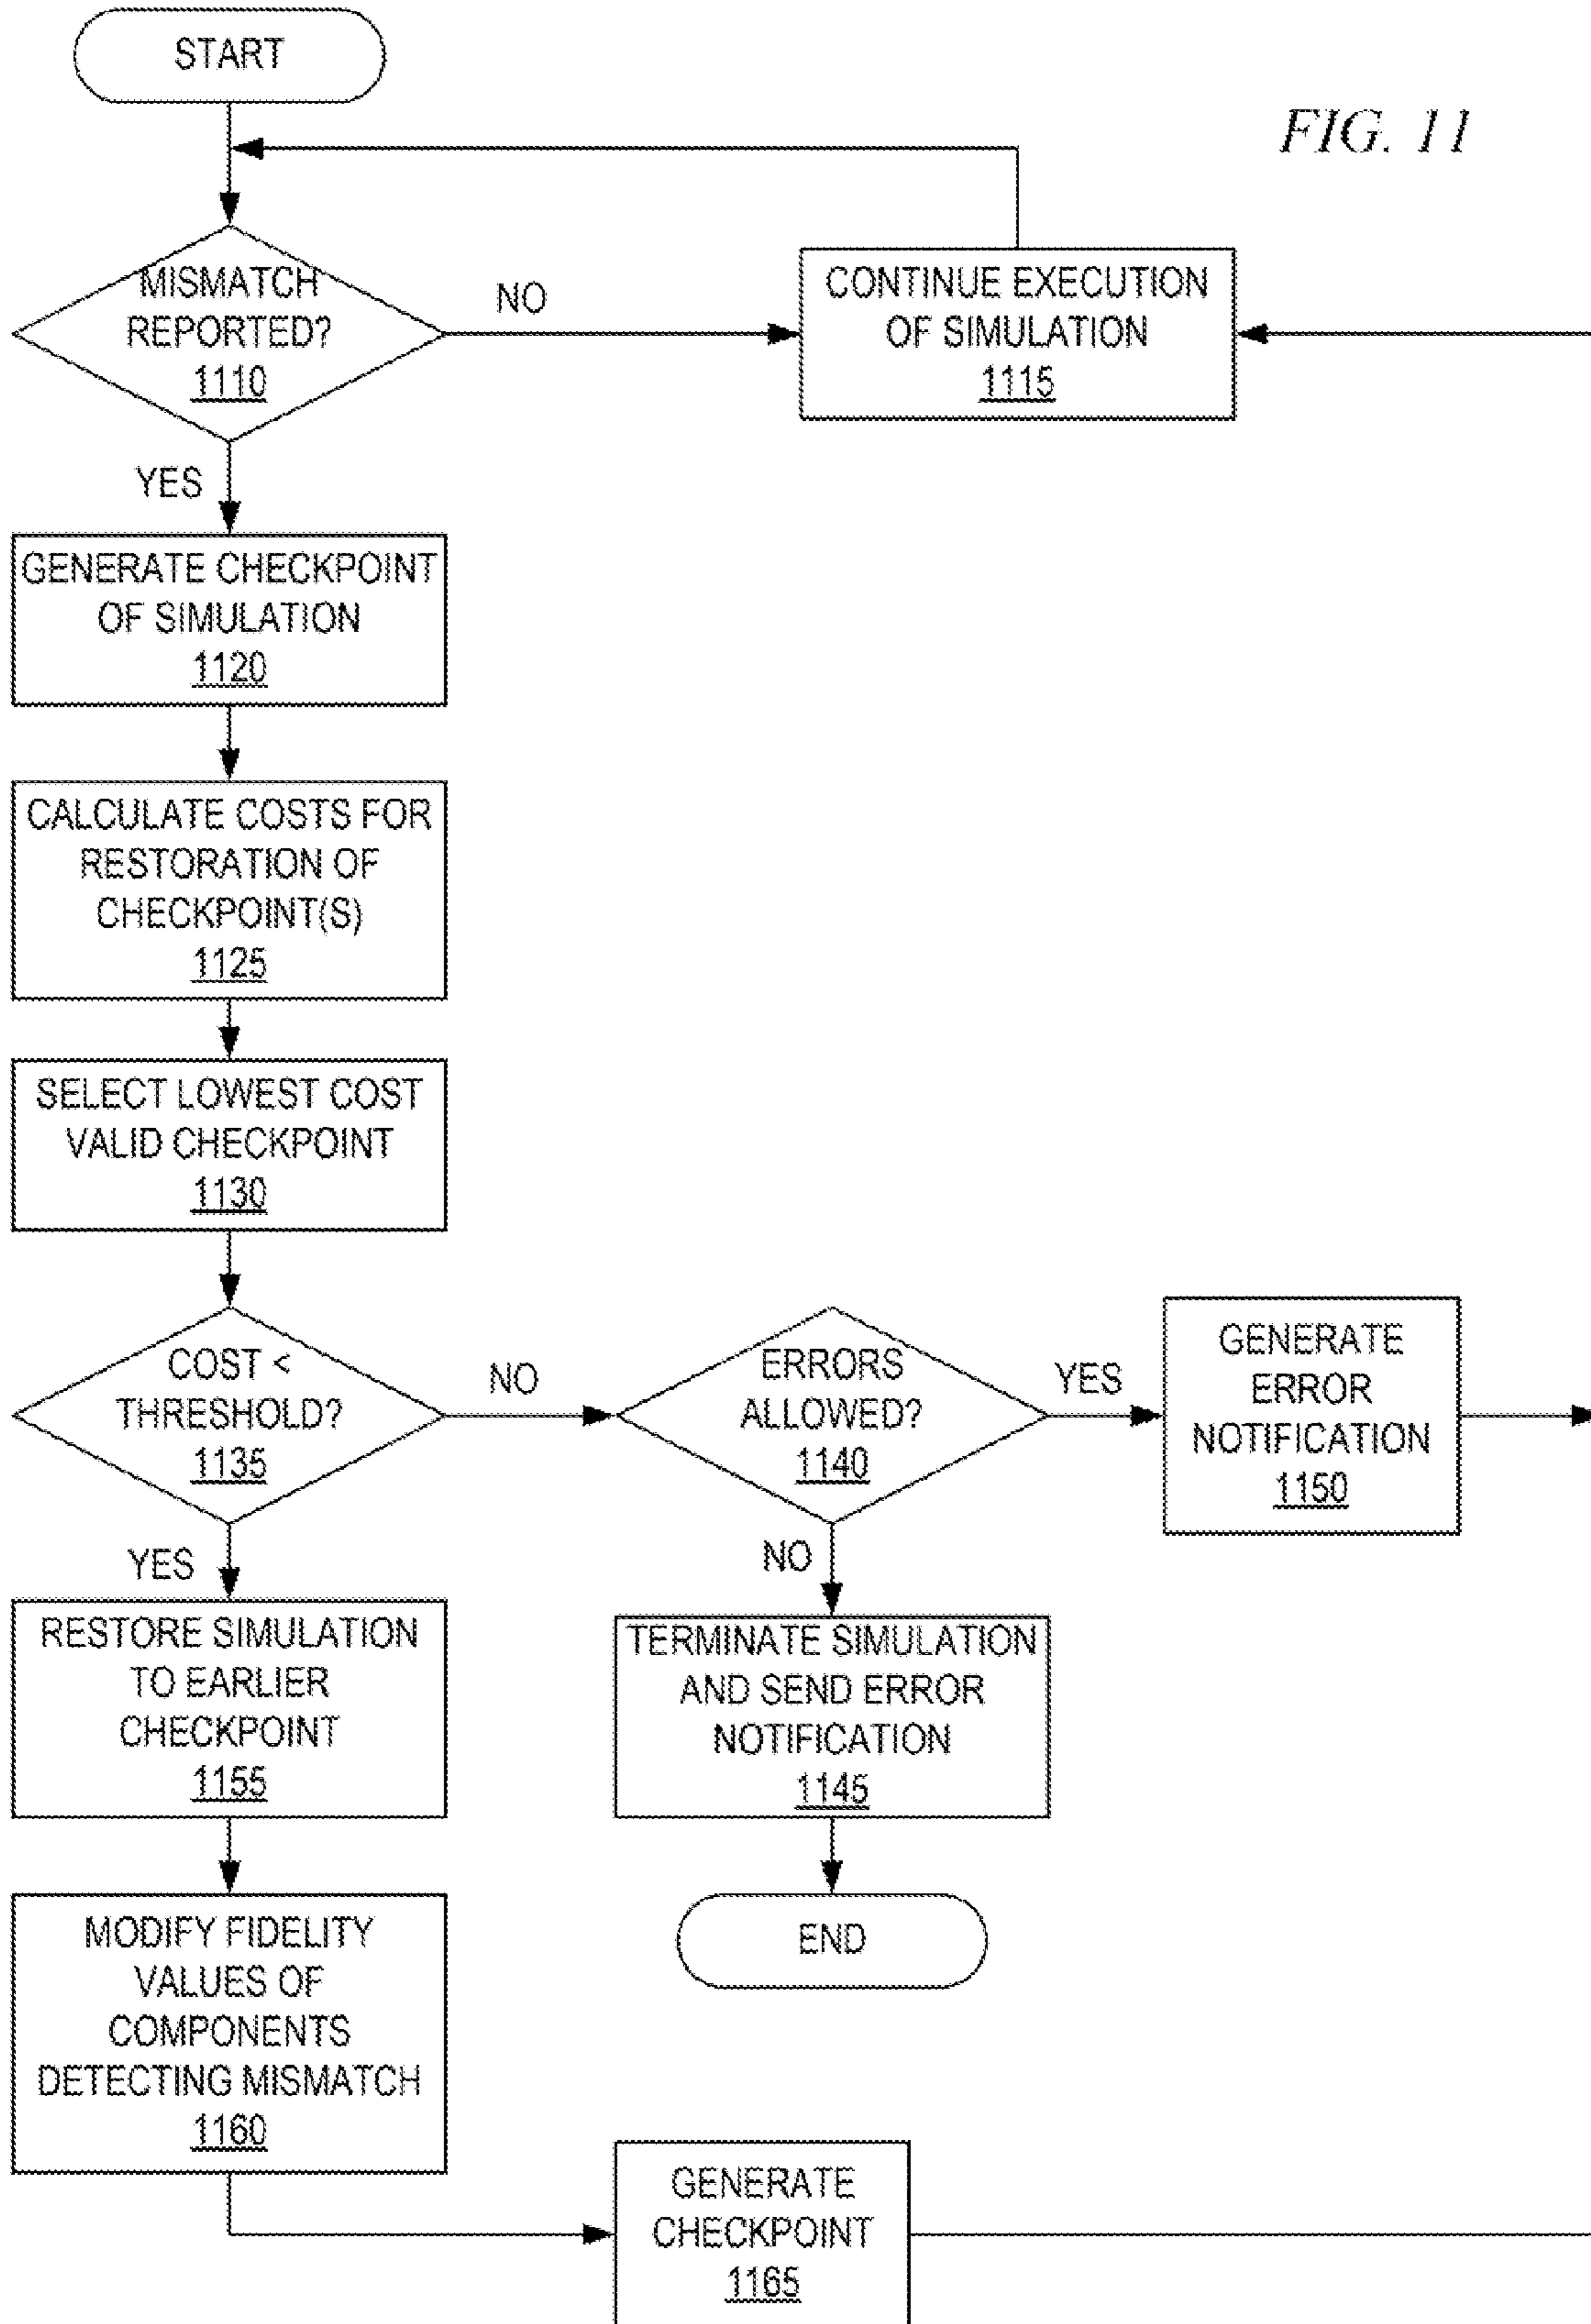 START
FIG. 11
MISMATCH
REPORTED?
1110
NO
CONTINUE EXECUTION
OF SIMULATION
1115
YES
GENERATE CHECKPOINT
OF SIMULATION
1120
CALCULATE COSTS FOR
RESTORATION OF
CHECKPOINT(S)
1125
SELECT LOWEST COST
VALID CHECKPOINT
1130
COST <
THRESHOLD?
1135
NO
ERRORS
ALLOWED?
1140
YES
GENERATE
ERROR
NOTIFICATION
1150
YES
NO
RESTORE SIMULATION
TO EARLIER
CHECKPOINT
1155
TERMINATE SIMULATION
AND SEND ERROR
NOTIFICATION
1145
MODIFY FIDELITY
VALUES OF
COMPONENTS
DETECTING MISMATCH
1160
END
GENERATE
CHECKPOINT
1165